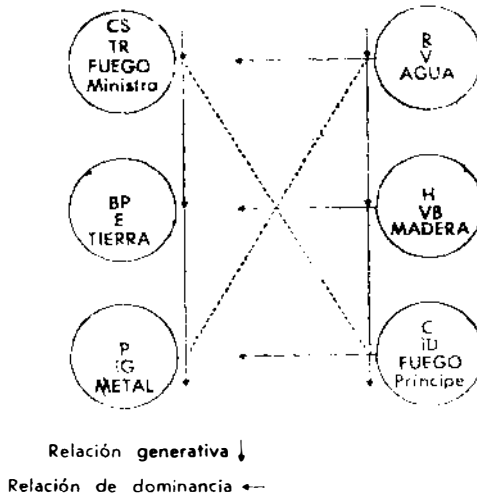 CS
TR
FUEGO
Ministro
R
V
AGUA
BP
E
TIERRA
H
VB
MADERA
P
IG
METAL
C
ID
FUEGO
Príncipe
Relación generativa ↓
Relación de dominancia ←